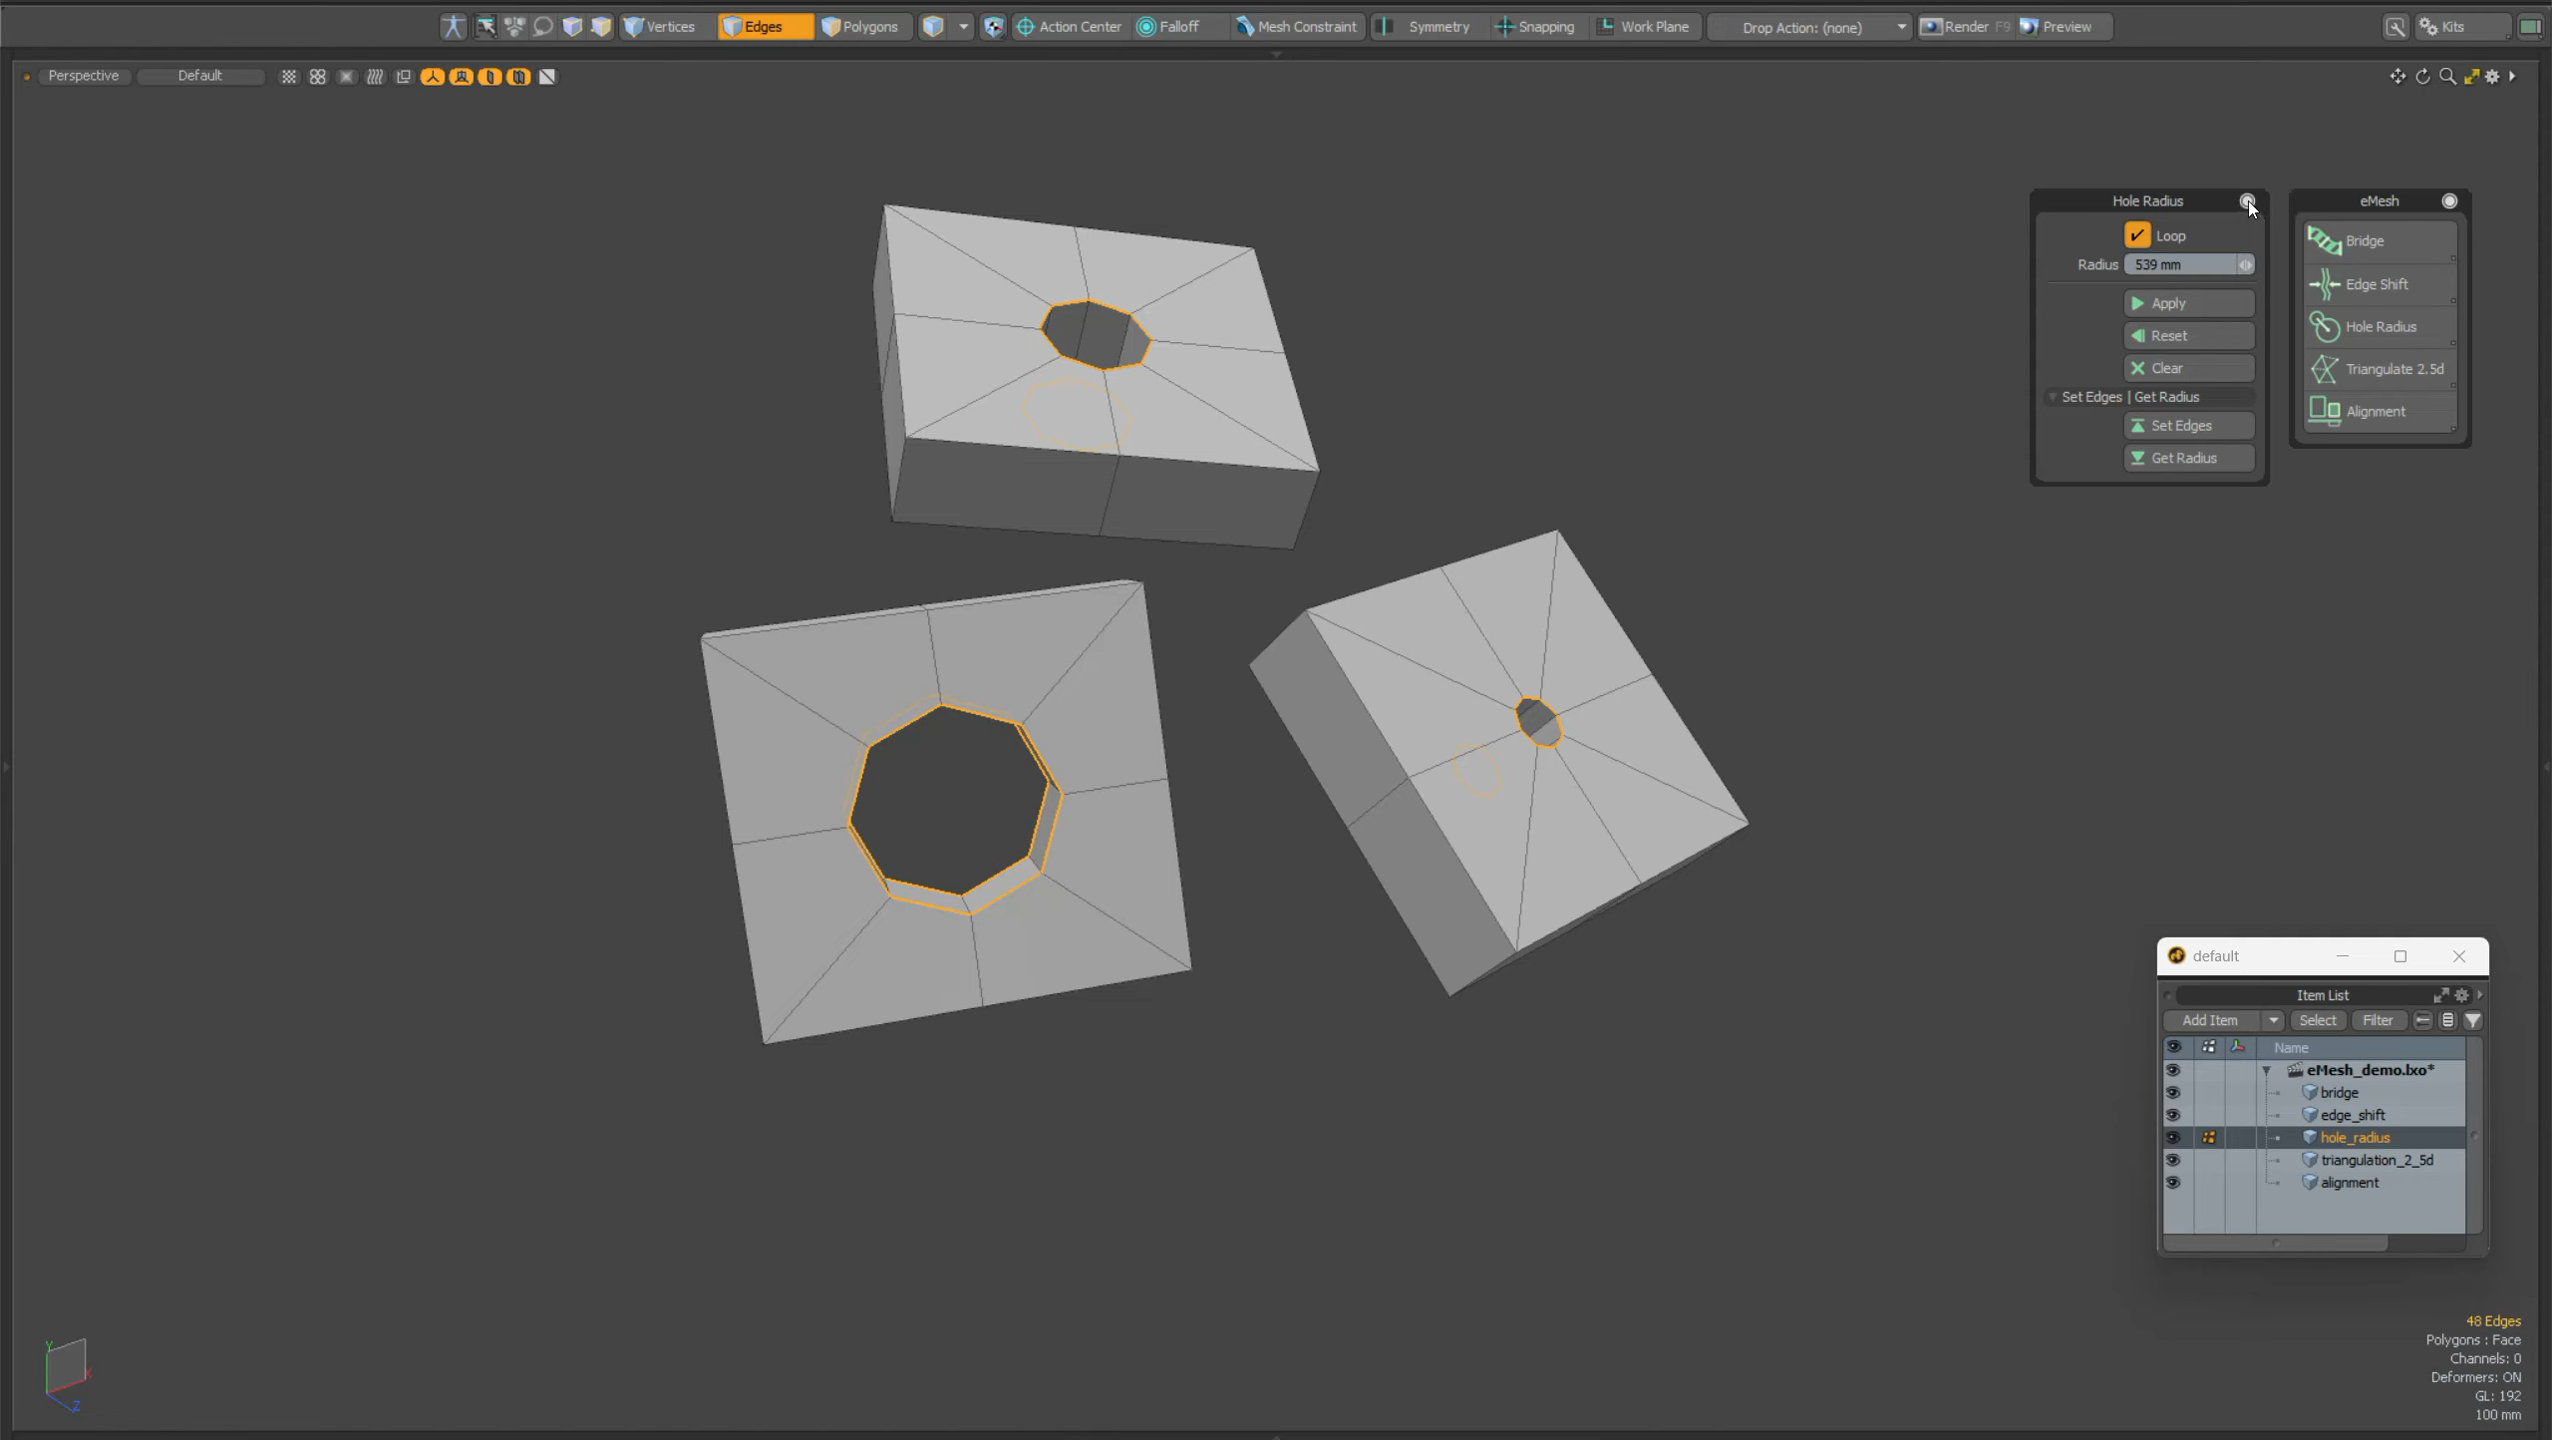 Vertices Edges Polygons Action Center Falloff Mesh Constraint Symmetry Snapping Work Plane Drop Action: (none) Render F9 Preview Kits
Perspective Default
Hole Radius
Loop
Radius 539 mm
Apply
Reset
Clear
Set Edges | Get Radius
Set Edges
Get Radius
eMesh
Bridge
Edge Shift
Hole Radius
Triangulate 2.5d
Alignment
default
Item List
Add Item Select Filter
Name
eMesh_demo.lxo*
bridge
edge_shift
hole_radius
triangulation_2_5d
alignment
48 Edges
Polygons : Face
Channels: 0
Deformers: ON
GL: 192
100 mm
Y
X
Z